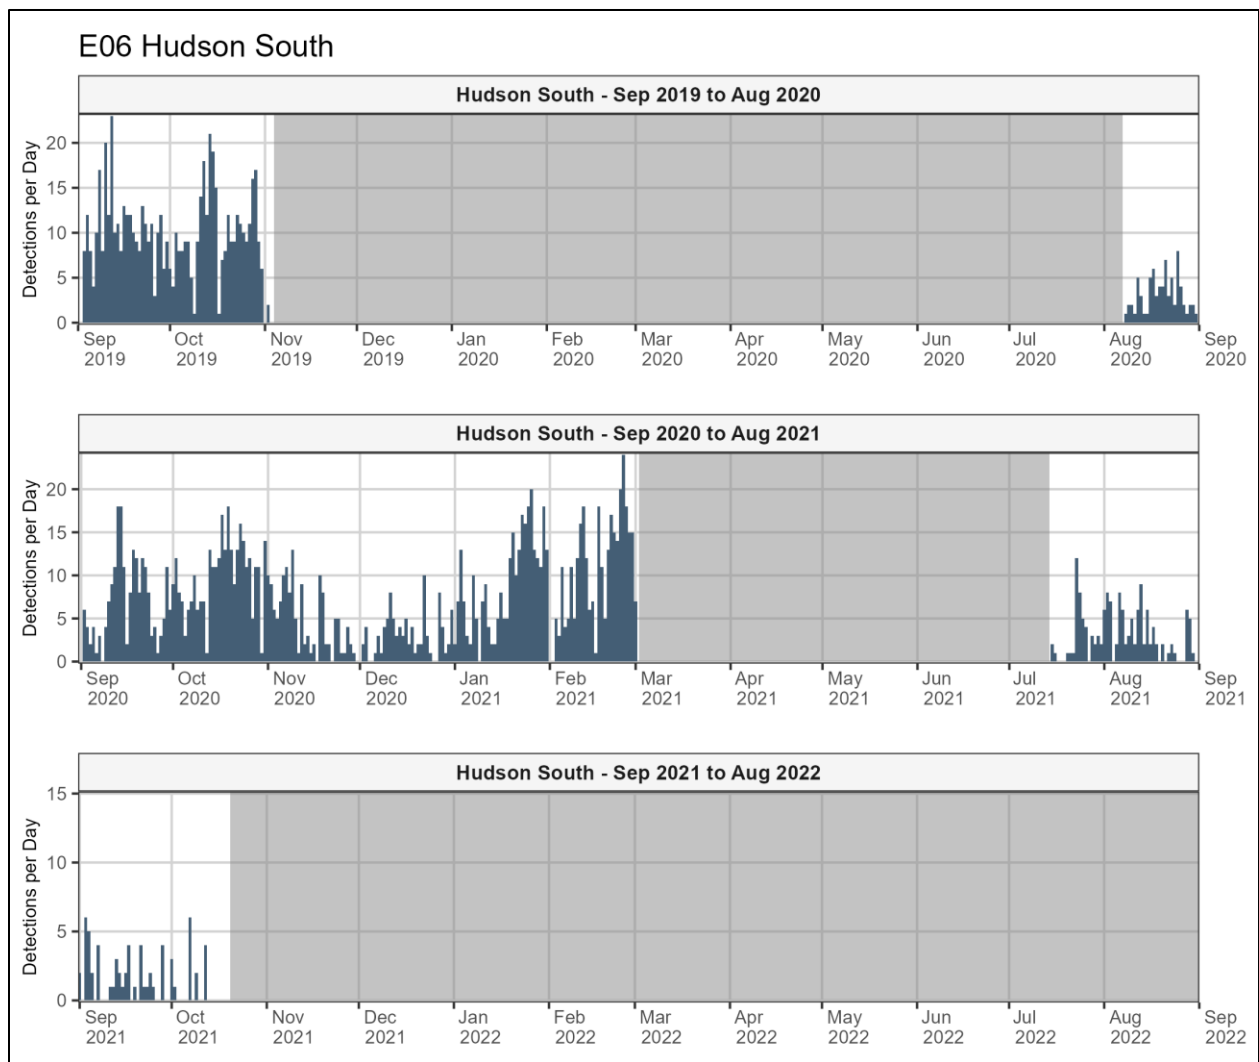 E06 Hudson South
Hudson South - Sep 2019 to Aug 2020
Detections per Day
20
15
10
5
0
Sep Oct Nov Dec Jan Feb Mar Apr May Jun Jul Aug Sep
2019 2019 2019 2019 2020 2020 2020 2020 2020 2020 2020 2020 2020
Hudson South - Sep 2020 to Aug 2021
Detections per Day
20
15
10
5
0
Sep Oct Nov Dec Jan Feb Mar Apr May Jun Jul Aug Sep
2020 2020 2020 2020 2021 2021 2021 2021 2021 2021 2021 2021 2021
Hudson South - Sep 2021 to Aug 2022
Detections per Day
15
10
5
0
Sep Oct Nov Dec Jan Feb Mar Apr May Jun Jul Aug Sep
2021 2021 2021 2021 2022 2022 2022 2022 2022 2022 2022 2022 2022